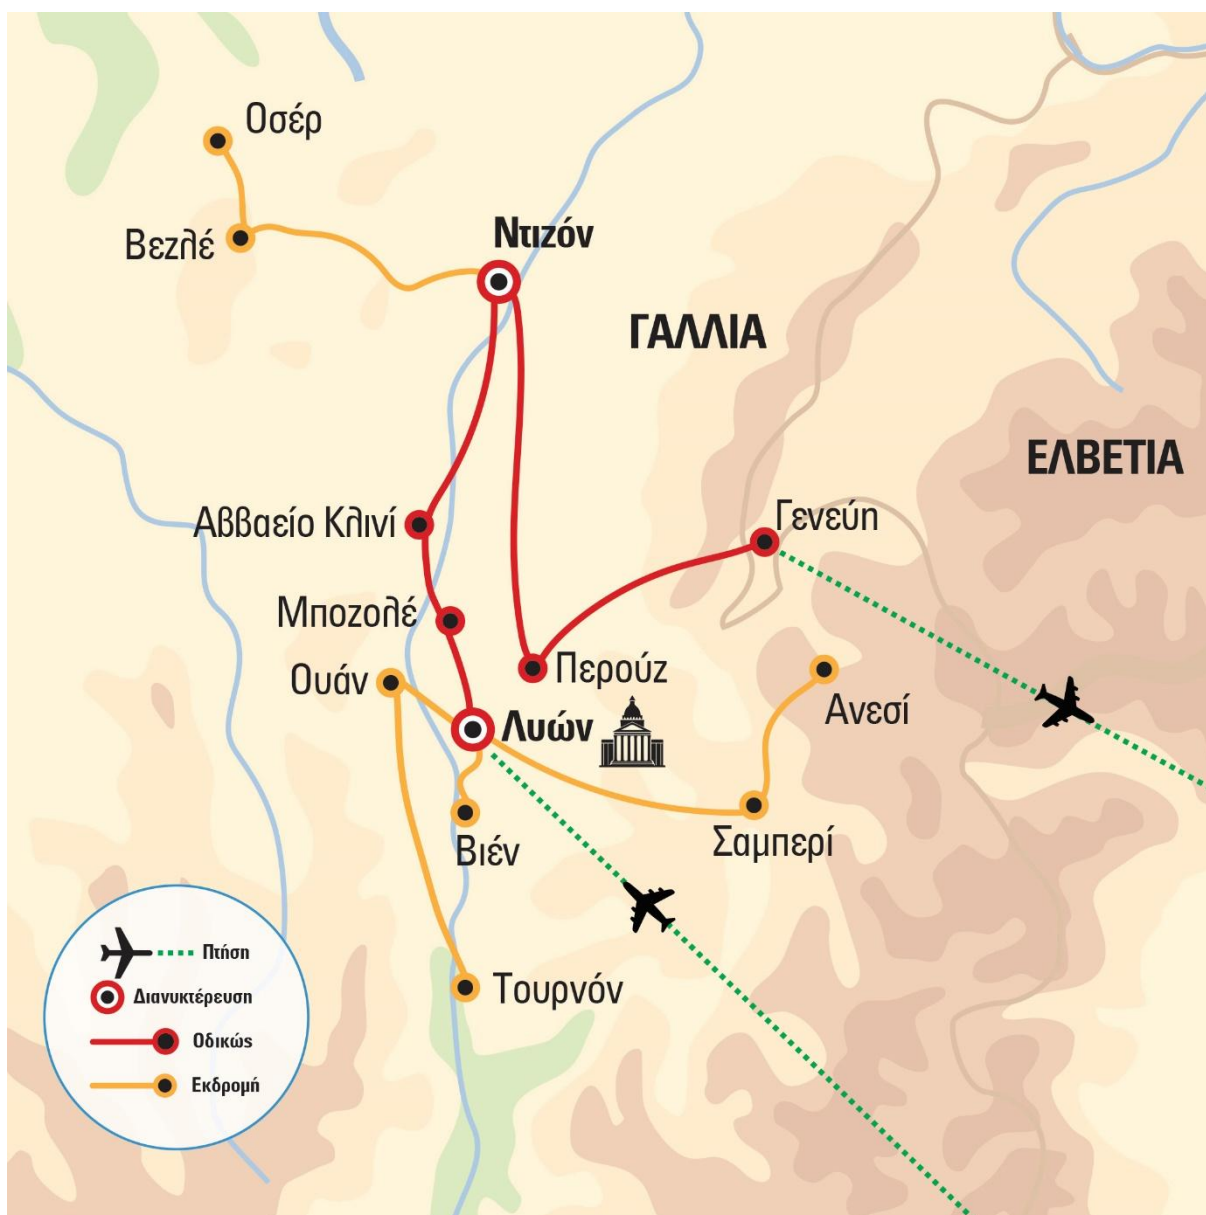 Οσέρ
Βεζλέ
Ντιζόν
ΓΑΛΛΙΑ
ΕΛΒΕΤΙΑ
Αββαείο Κλινί
Γενεύη
Μποζολέ
Ουάν
Περούζ
Ανεσί
Λυών
Βιέν
Σαμπερί
Τουρνόν
Πτήση
Διανυκτέρευση
Οδικώς
Εκδρομή